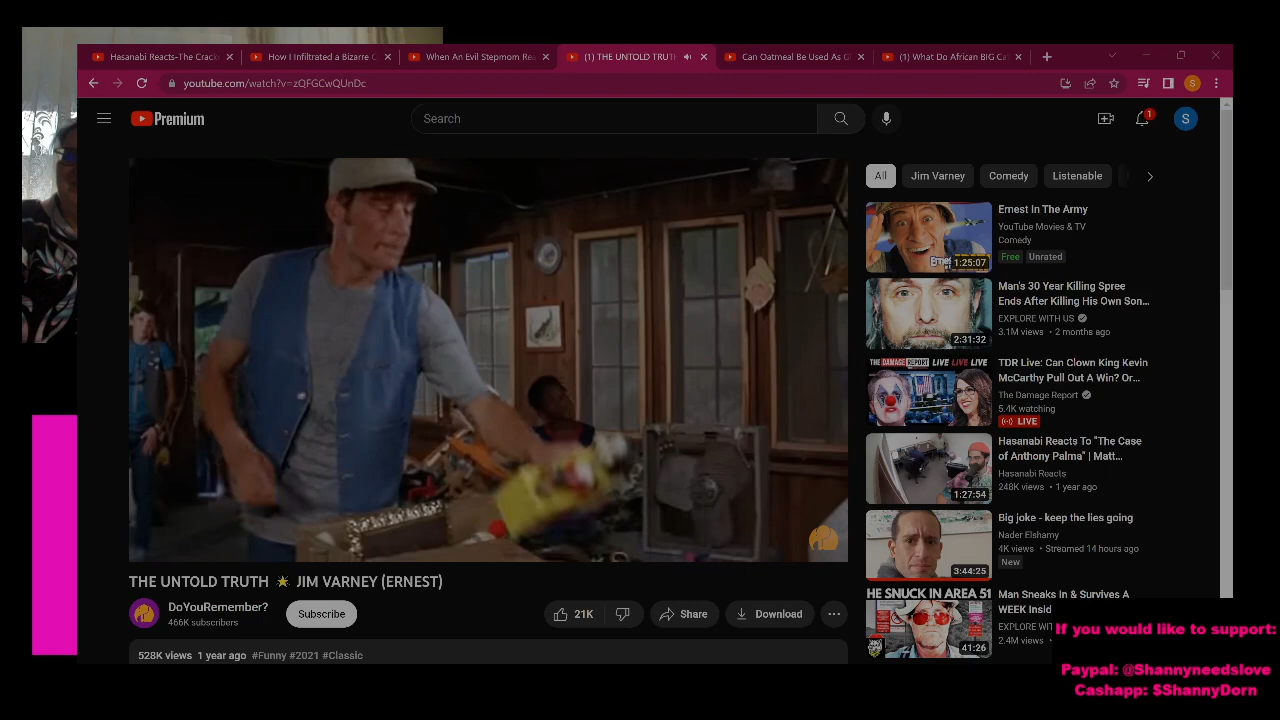 Hasanabi Reacts-The Crack
How I Infiltrated a Bizarre C
When An Evil Stepmom Rea
(1) THE UNTOLD TRUTH
Can Oatmeal Be Used As G
(1) What Do African BIG Ca
youtube.com/watch?v=zQFGCwQUnDc
Premium
Search
1
S
S
All
Jim Varney
Comedy
Listenable
Ernest In The Army
YouTube Movies & TV
Comedy
Free Unrated
1:25:07
Man's 30 Year Killing Spree
Ends After Killing His Own Son...
EXPLORE WITH US
3.1M views • 2 months ago
2:31:32
THE DAMAGE REPORT LIVE LIVE LIVE
TDR Live: Can Clown King Kevin
McCarthy Pull Out A Win? Or...
The Damage Report
5.4K watching
LIVE
Hasanabi Reacts To "The Case
of Anthony Palma" | Matt...
Hasanabi Reacts
248K views • 1 year ago
1:27:54
Big joke - keep the lies going
Nader Elshamy
4K views • Streamed 14 hours ago
New
3:44:25
HE SNUCK IN AREA 51
Man Sneaks In & Survives A
WEEK Insid
EXPLORE WIT
2.4M views •
41:26
THE UNTOLD TRUTH ⭐ JIM VARNEY (ERNEST)
DoYouRemember?
466K subscribers
Subscribe
21K
Share
Download
528K views 1 year ago #Funny #2021 #Classic
If you would like to support:
Paypal: @Shannyneedslove
Cashapp: $ShannyDorn